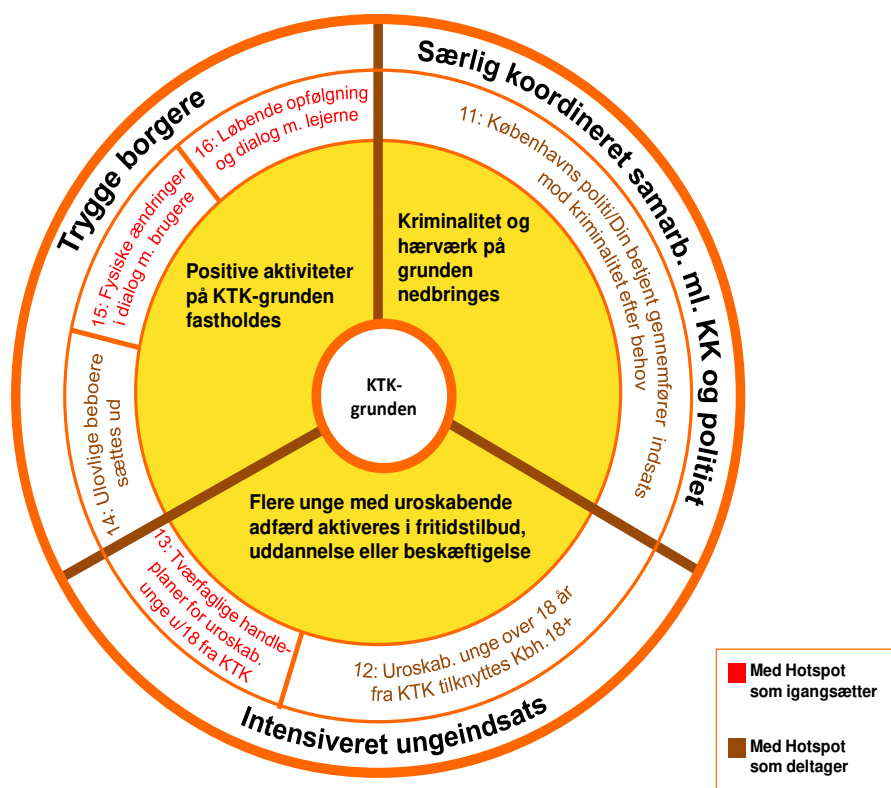 Trygge borgere
Særlig koordineret samarb. ml. KK og politiet
16: Løbende opfølgning
og dialog m. lejerne
11: Københavns politi/Din betjent gennemfører indsats
mod kriminalitet efter behov
15: Fysiske ændringer
i dialog m. brugere
Positive aktiviteter
på KTK-grunden
fastholdes
Kriminalitet og
hærværk på
grunden
nedbringes
KTK-
grunden
14: Ulovlige beboere
sættes ud
Flere unge med uroskabende
adfærd aktiveres i fritidstilbud,
uddannelse eller beskæftigelse
13: Tværfaglige handle-
planer for uroskab.
unge u/18 fra KTK
12: Uroskab. unge over 18 år
fra KTK tilknyttes Kbh.18+
Intensiveret ungeindsats
Med Hotspot
som igangsætter
Med Hotspot
som deltager